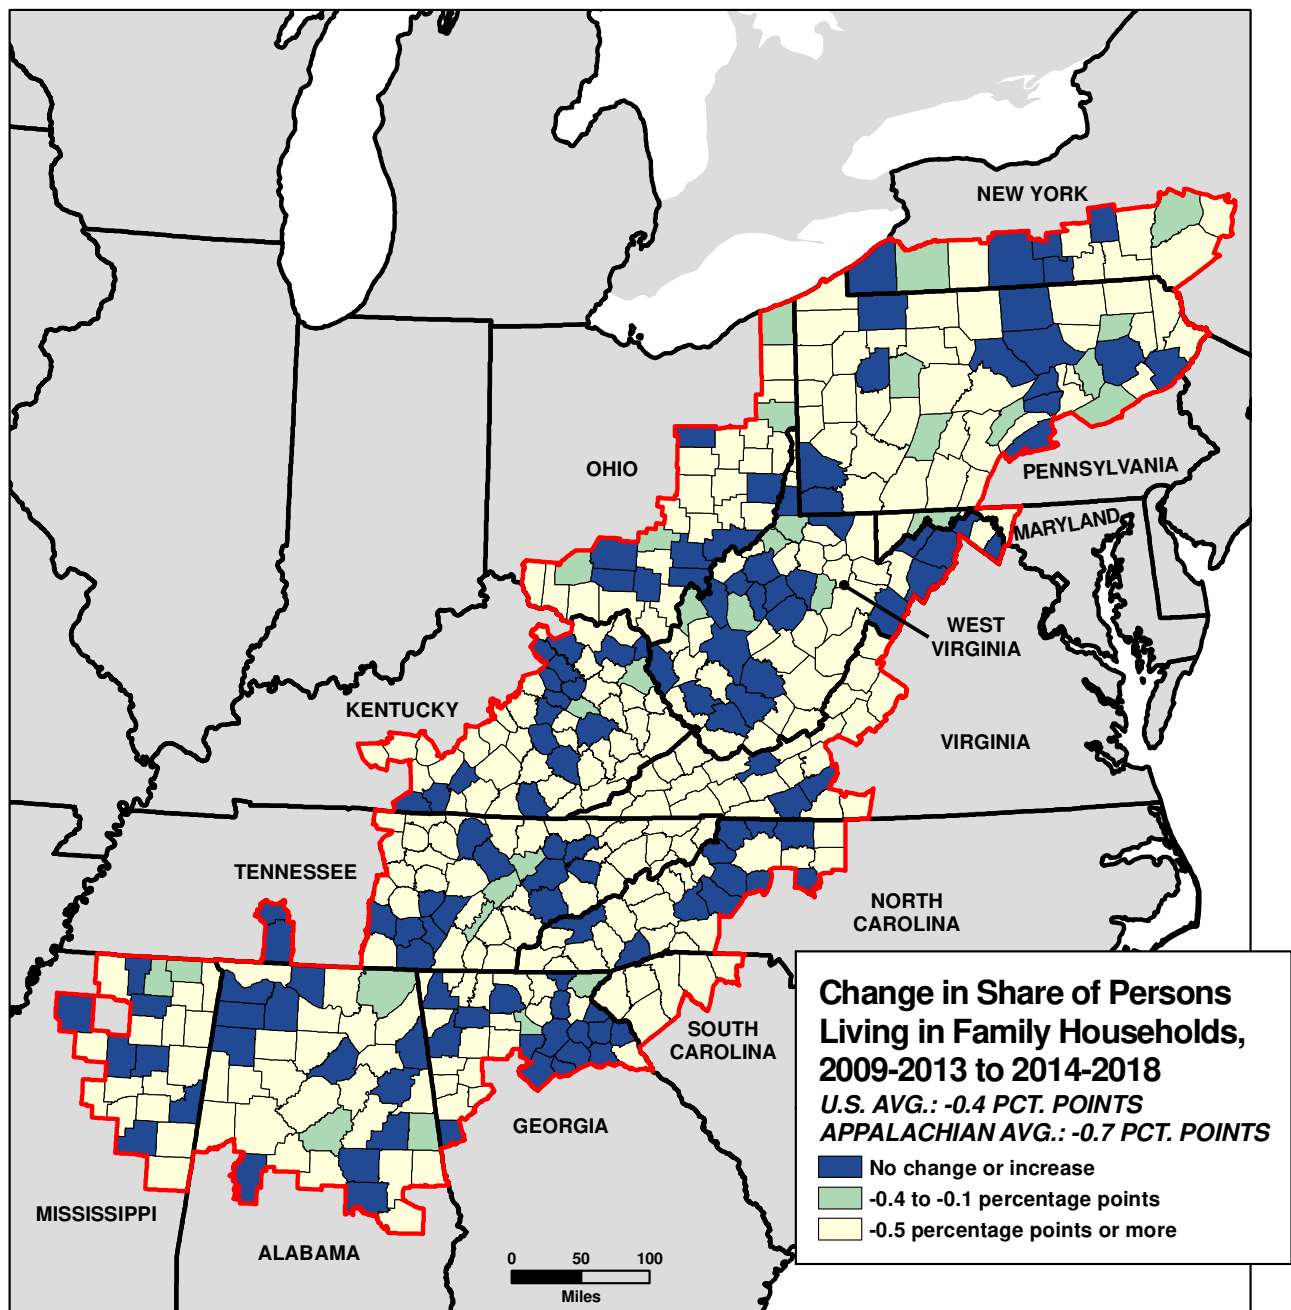 NEW YORK
OHIO
PENNSYLVANIA
MARYLAND
WEST
VIRGINIA
KENTUCKY
VIRGINIA
TENNESSEE
NORTH
CAROLINA
SOUTH
CAROLINA
GEORGIA
MISSISSIPPI
ALABAMA
0 50 100
Miles
Change in Share of Persons
Living in Family Households,
2009-2013 to 2014-2018
U.S. AVG.: -0.4 PCT. POINTS
APPALACHIAN AVG.: -0.7 PCT. POINTS
No change or increase
-0.4 to -0.1 percentage points
-0.5 percentage points or more